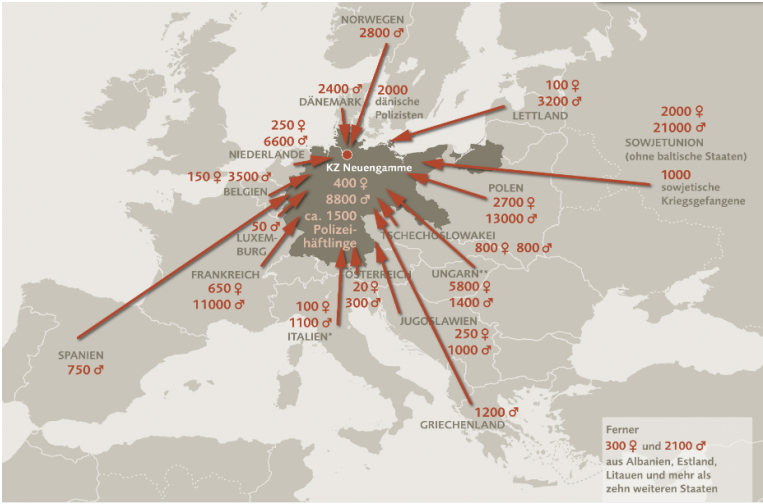 NORWEGEN
2800 ♂
2400 ♂
DÄNEMARK
2000
dänische
Polizisten
100 ♀
3200 ♂
LETTLAND
2000 ♀
21000 ♂
SOWJETUNION
(ohne baltische Staaten)
1000
sowjetische
Kriegsgefangene
250 ♀
6600 ♂
NIEDERLANDE
150 ♀ 3500 ♂
BELGIEN
KZ Neuengamme
400 ♀
8800 ♂
ca. 1500
Polizei-
häftlinge
POLEN
2700 ♀
13000 ♂
50 ♂
LUXEM-
BURG
TSCHECHOSLOWAKEI
800 ♀ 800 ♂
FRANKREICH
650 ♀
11000 ♂
ÖSTERREICH
20 ♀
300 ♂
UNGARN**
5800 ♀
1400 ♂
100 ♀
1100 ♂
ITALIEN*
JUGOSLAWIEN
250 ♀
1000 ♂
SPANIEN
750 ♂
1200 ♂
GRIECHENLAND
Ferner
300 ♀ und 2100 ♂
aus Albanien, Estland,
Litauen und mehr als
zehn weiteren Staaten